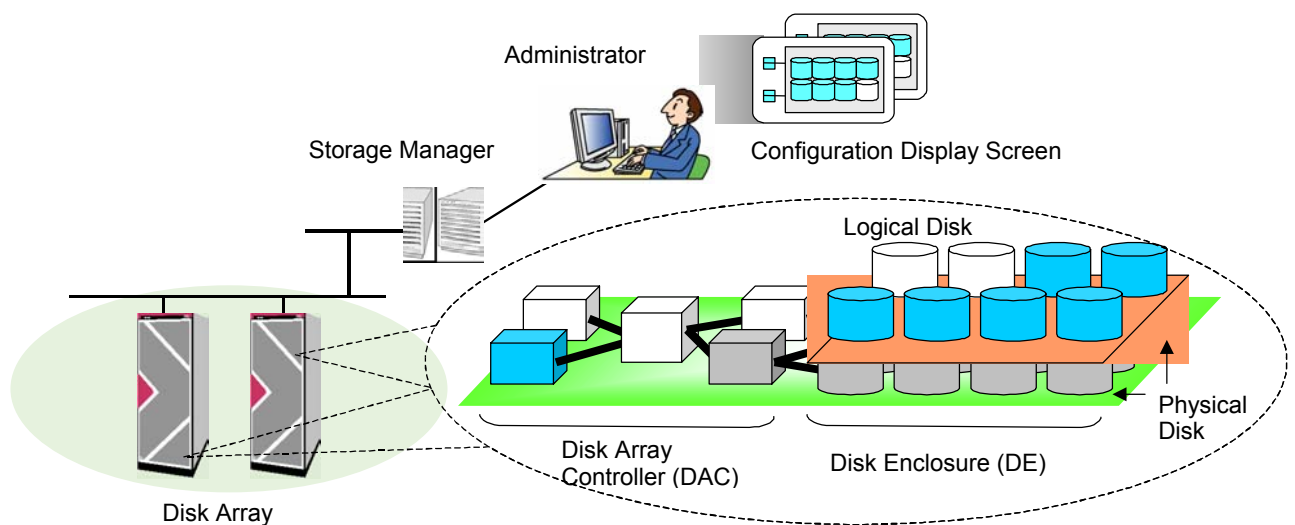 Administrator
Storage Manager
Configuration Display Screen
Logical Disk
Physical
Disk
Disk Array
Controller (DAC)
Disk Enclosure (DE)
Disk Array